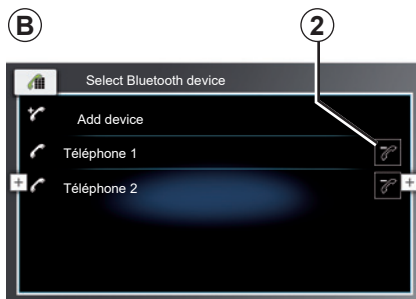 B
2
Select Bluetooth device
Add device
Téléphone 1
Téléphone 2